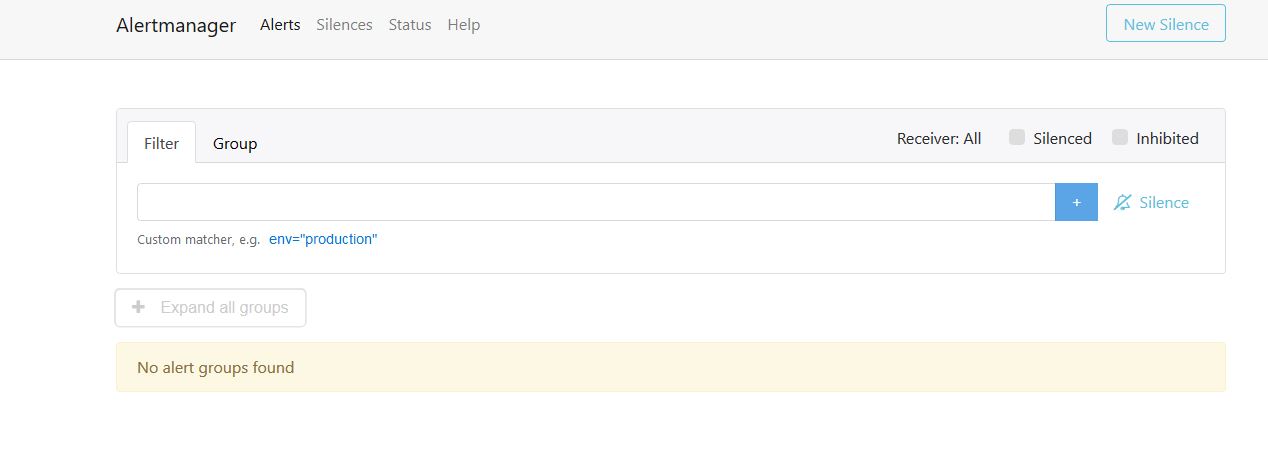 Alertmanager Alerts Silences Status Help New Silence
Filter Group Receiver: All Silenced Inhibited
+ Silence
Custom matcher, e.g. env="production"
+ Expand all groups
No alert groups found